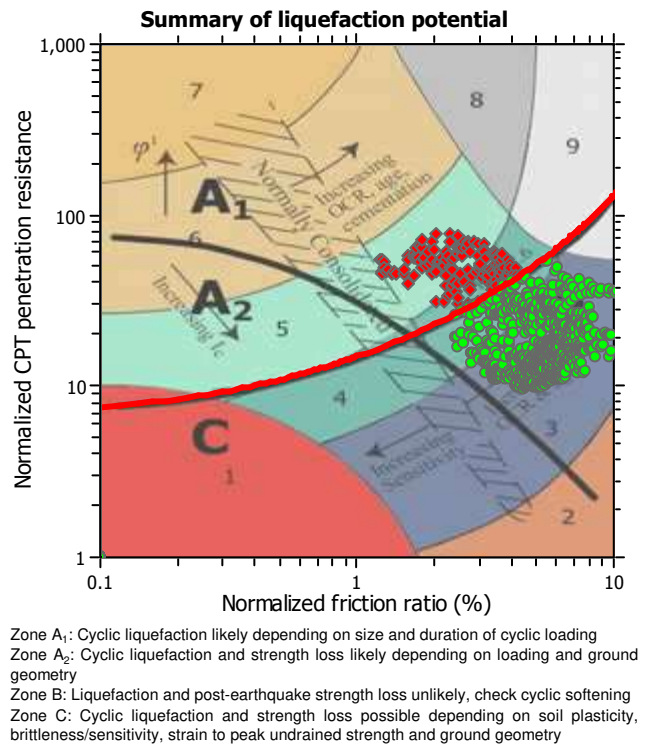 Summary of liquefaction potential
Normalized CPT penetration resistance
1,000
100
10
1
0.1
1
10
Normalized friction ratio (%)
7
8
9
φ'
A1
Increasing
OCR, age,
cementation
Normally Consolidated
6
6
A2
Increasing Ic
5
4
C
1
Increasing
Sensitivity
OCR
3
2
Zone A₁: Cyclic liquefaction likely depending on size and duration of cyclic loading
Zone A₂: Cyclic liquefaction and strength loss likely depending on loading and ground
geometry
Zone B: Liquefaction and post-earthquake strength loss unlikely, check cyclic softening
Zone C: Cyclic liquefaction and strength loss possible depending on soil plasticity,
brittleness/sensitivity, strain to peak undrained strength and ground geometry